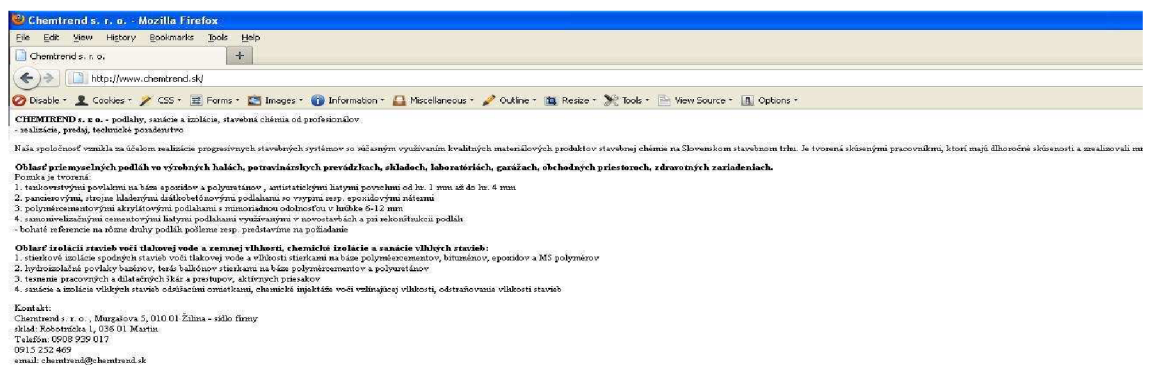 Chemtrend s. r. o. - Mozilla Firefox
File Edit View History Bookmarks Tools Help
Chemtrend s. r. o. +
http://www.chemtrend.sk/
Disable Cookies CSS Forms Images Information Miscellaneous Outline Resize Tools View Source Options
CHEMTREND s. r. o. - podlahy, sanácie a izolácie, stavebná chémia od profesionálov
- realizácie, predaj, technické poradenstvo
Naša spoločnosť vznikla za účelom realizácie progresívnych stavebných systémov so súčasným využívaním kvalitných materiálových produktov stavebnej chémie na Slovenskom stavebnom trhu. Je tvorená skúsenými pracovníkmi, ktorí majú dlhoročné skúsenosti a zrealizovali
Oblasť priemyselných podláh vo výrobných halách, potravinárskych prevádzkach, skladoch, laboratóriách, garážach, obchodných priestoroch, zdravotných zariadeniach.
Ponuka je tvorená:
1. tenkovrstvými povlakmi na báze epoxidov a polyuretánov , antistatickými liatymi povrchmi od hr. 1 mm až do hr. 4 mm
2. pancierovými, strojne hladenými drátkobetónovými podlahami so vsypmi resp. epoxidovými nátermi
3. polymércementovými akrylátovými podlahami s mimoriadnou odolnosťou v hrúbke 6-12 mm
4. samonivelizačnými cementovými liatymi podlahami využívanými v novostavbách a pri rekonštrukcii podláh
- bohaté referencie na rôzne druhy podláh pošleme resp. predstavíme na požiadanie
Oblasť izolácií stavieb voči tlakovej vode a zemnej vlhkosti, chemické izolácie a sanácie vlhkých stavieb:
1. stierkové izolácie spodných stavieb voči tlakovej vode a vlhkosti stierkami na báze polyméercementov, bituménov, epoxidov a MS polymérov
2. hydroizolačné povlaky bazénov, terás balkónov stierkami na báze polymércementov a polyuretánov
3. tesnenie pracovných a dilatačných škár a prestupov, aktívnych priesakov
4. sanácie a izolácie vlhkých stavieb odsúšacími omietkami, chemické injektáže voči vzlínajúcej vlhkosti, odstraňovanie vlhkosti stavieb
Kontakt:
Chemtrend s. r. o. , Murgašova 5, 010 01 Žilina - sídlo firmy
sklad: Robotnícka 1, 036 01 Martin
Telefón: 0908 939 017
0915 252 469
email: chemtrend@chemtrend.sk